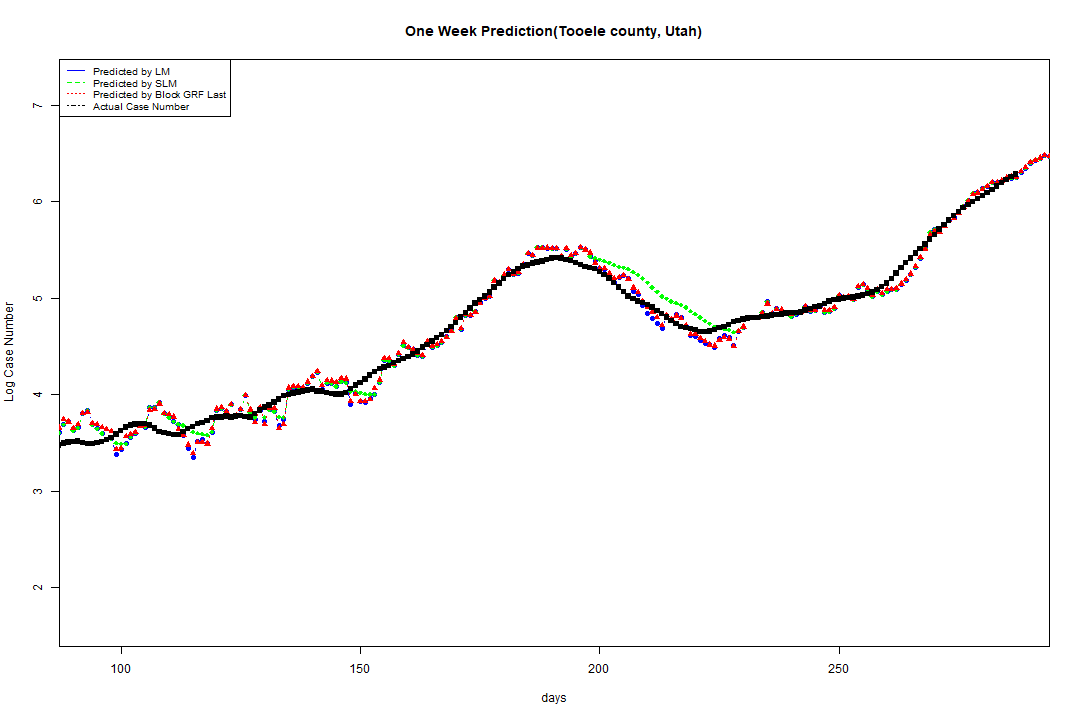 One Week Prediction(Tooele county, Utah)
Predicted by LM
Predicted by SLM
Predicted by Block GRF Last
Actual Case Number
7
6
5
4
3
2
Log Case Number
100
150
200
250
days